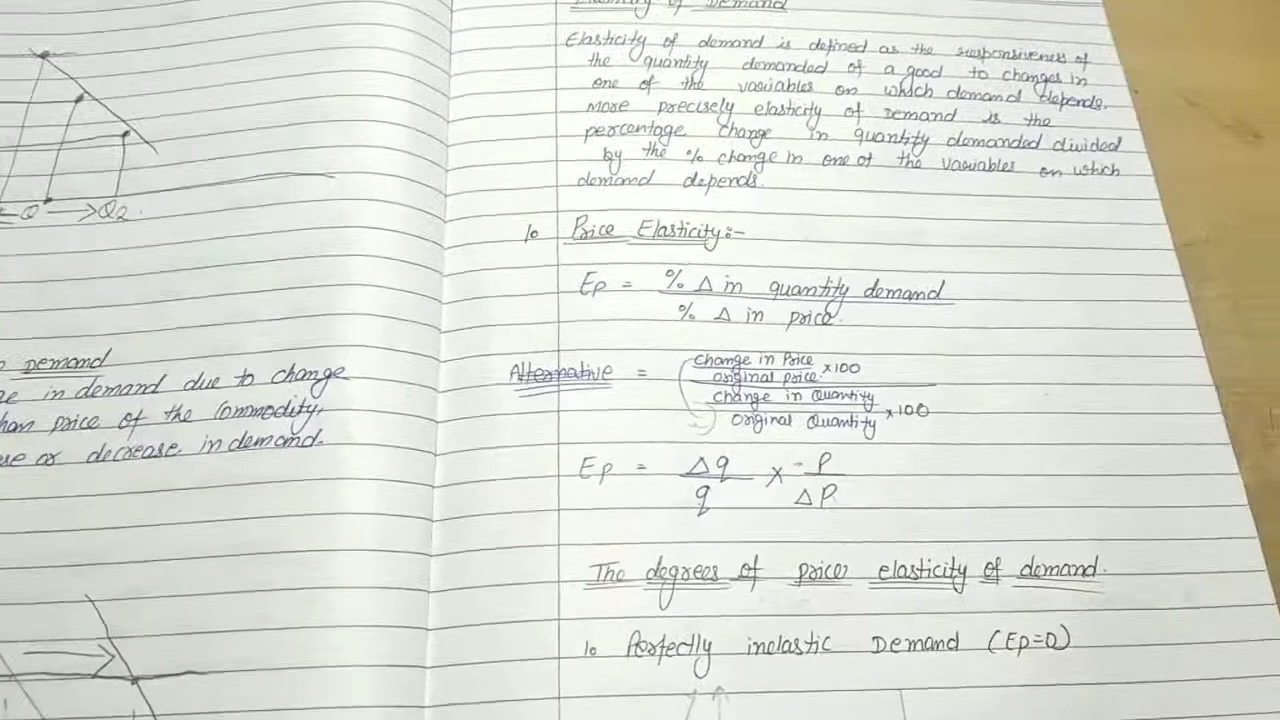 Q → Q2.
Demand
in demand due to change
price of the Commodity,
or decrease in demand.
of Demand
Elasticity of demand is defined as the responsiveness of
the quantity demanded of a good to changes in
one of the variables on which demand depends.
more precisely elasticity of Demand is the
percentage change in quantity demanded divided
by the % change in one of the variables on which
demand depends.
1. Price Elasticity:-
Ep = % Δ in quantity demand
% Δ in price.
Alternative =
change in Price ×100
original price
change in Quantity
original Quantity ×100
Ep = Δq × -P
q ΔP
The degrees of price elasticity of demand.
1. Perfectly inelastic Demand (Ep=0)